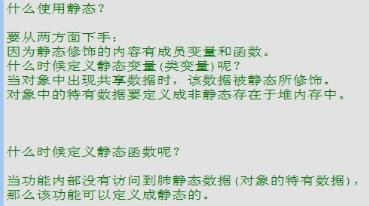 什么使用静态？
要从两方面下手：
因为静态修饰的内容有成员变量和函数。
什么时候定义静态变量(类变量)呢？
当对象中出现共享数据时，该数据被静态所修饰。
对象中的特有数据要定义成非静态存在于堆内存中。
什么时候定义静态函数呢？
当功能内部没有访问到肺静态数据(对象的特有数据)，
那么该功能可以定义成静态的。